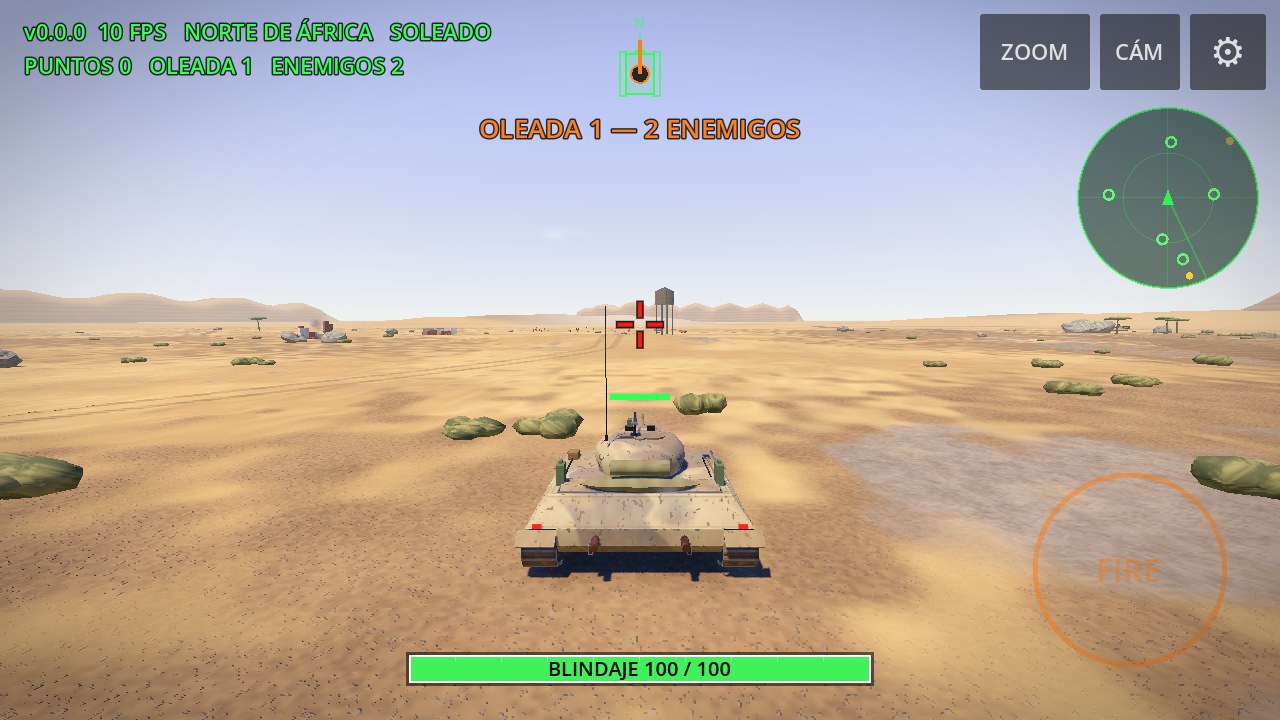 v0.0.0 10 FPS NORTE DE ÁFRICA SOLEADO
PUNTOS 0 OLEADA 1 ENEMIGOS 2
N
ZOOM
CÁM
OLEADA 1 — 2 ENEMIGOS
FIRE
BLINDAJE 100 / 100